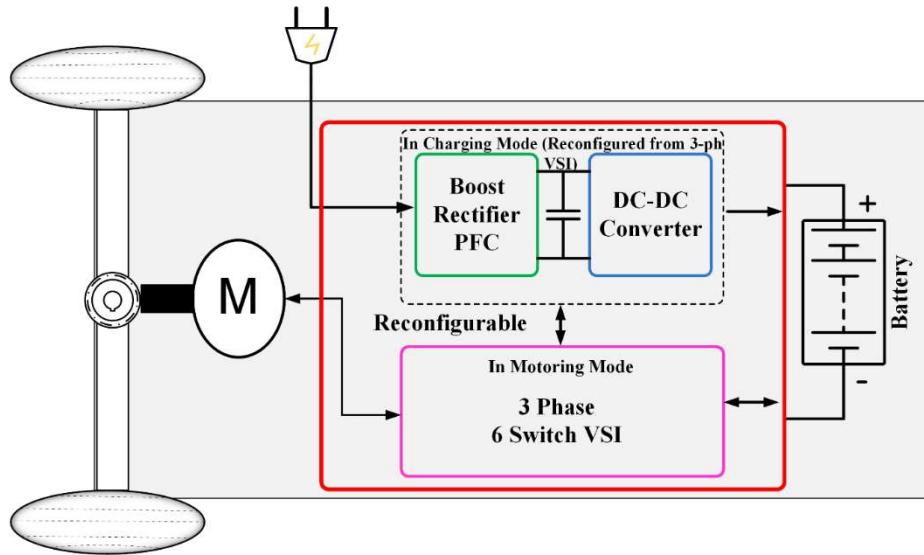 In Charging Mode (Reconfigured from 3-ph
VSI)
Boost
Rectifier
PFC
DC-DC
Converter
+
Battery
-
Reconfigurable
M
In Motoring Mode
3 Phase
6 Switch VSI